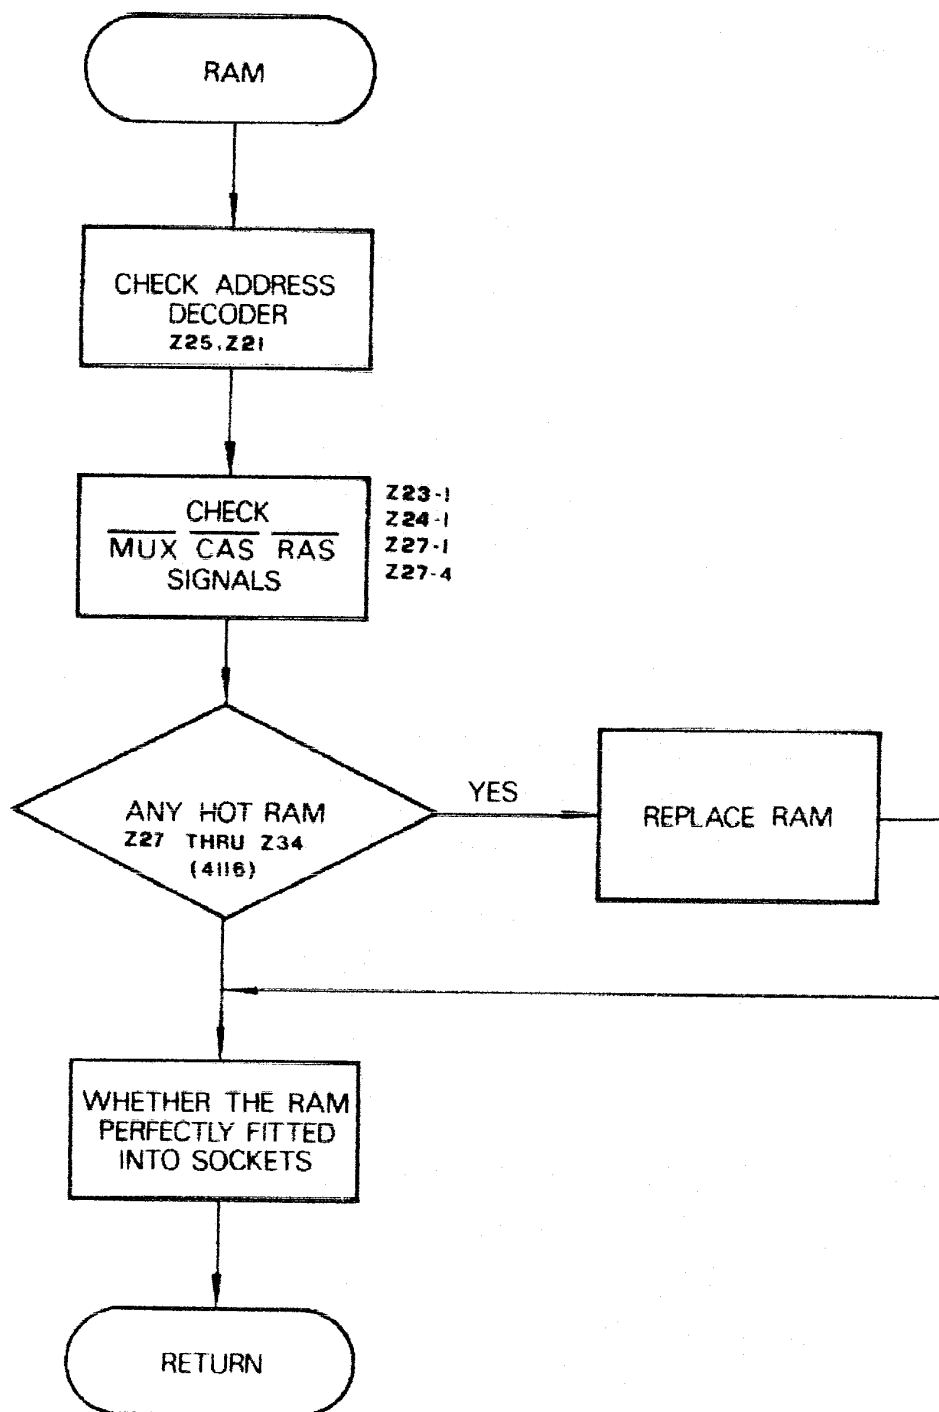 RAM
CHECK ADDRESS
DECODER
Z25, Z21
CHECK
MUX CAS RAS
SIGNALS
Z23-1
Z24-1
Z27-1
Z27-4
ANY HOT RAM
Z27 THRU Z34
(4116)
YES
REPLACE RAM
WHETHER THE RAM
PERFECTLY FITTED
INTO SOCKETS
RETURN